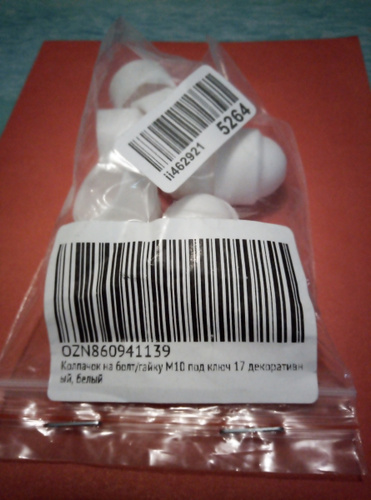 5264
ii462921
OZN860941139
Колпачок на болт/гайку М10 под ключ 17 декоративн
ый, белый